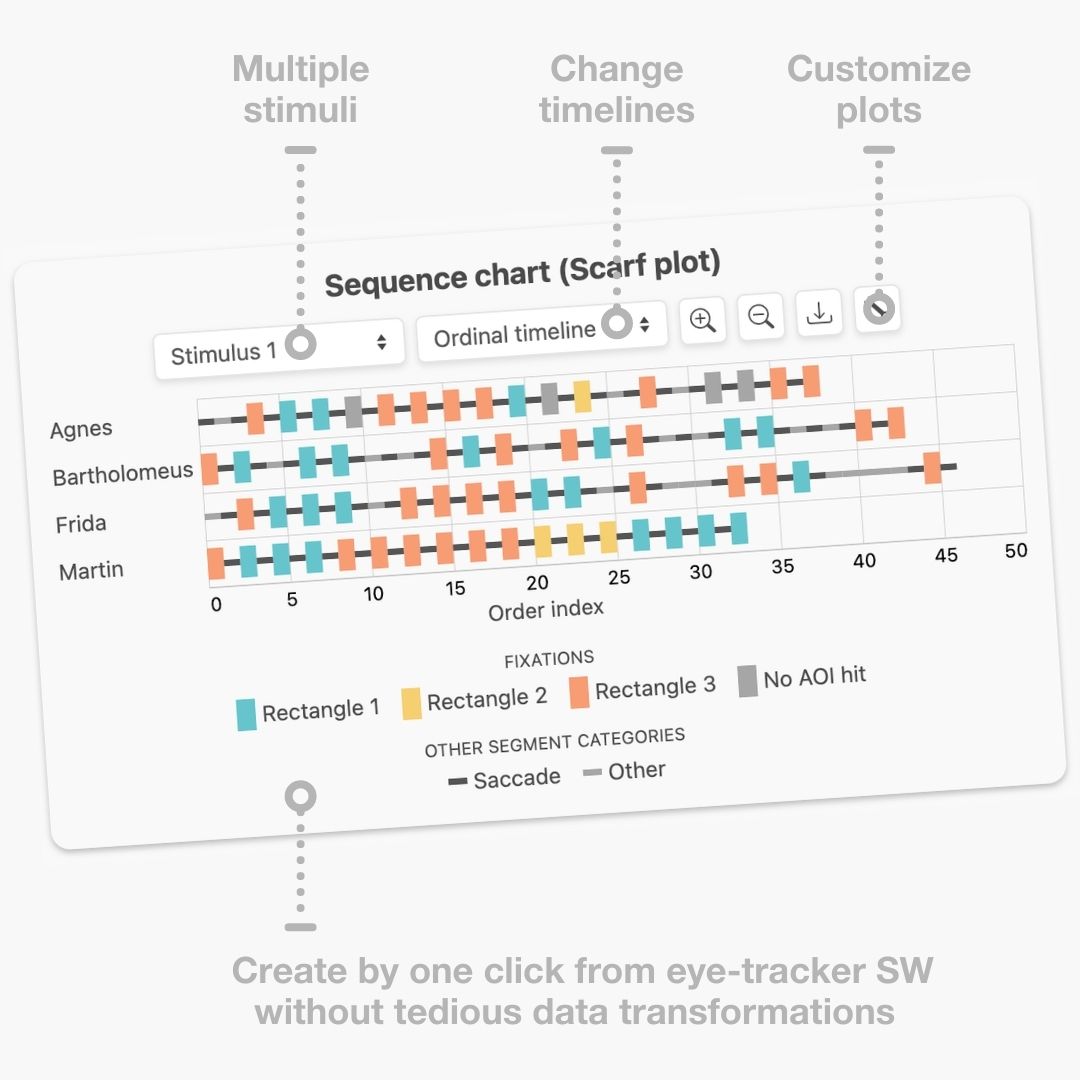 Multiple
stimuli
Change
timelines
Customize
plots
Sequence chart (Scarf plot)
Stimulus 1
Ordinal timeline
Agnes
Bartholomeus
Frida
Martin
0 5 10 15 20 25 30 35 40 45 50
Order index
FIXATIONS
Rectangle 1 Rectangle 2 Rectangle 3 No AOI hit
OTHER SEGMENT CATEGORIES
Saccade Other
Create by one click from eye-tracker SW
without tedious data transformations